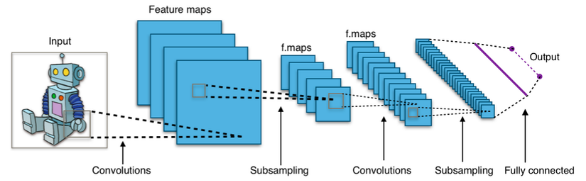 Feature maps
Input
f.maps
f.maps
Output
Convolutions
Subsampling
Convolutions
Subsampling
Fully connected